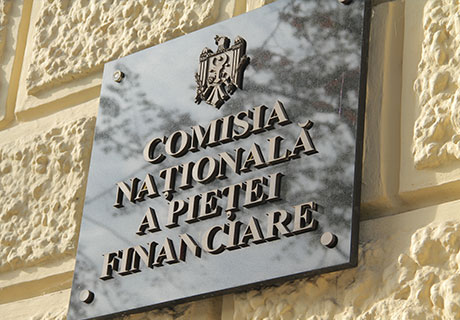 COMISIA
NAȚIONALĂ
A PIEȚEI
FINANCIARE